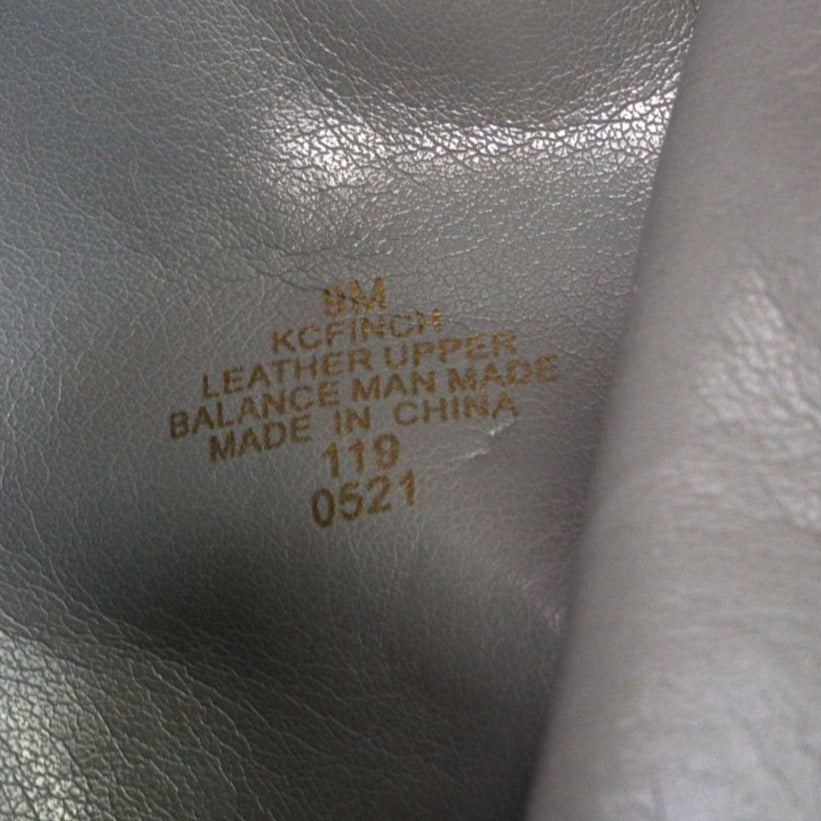 9M
KCFINCH
LEATHER UPPER
BALANCE MAN MADE
MADE IN CHINA
119
0521